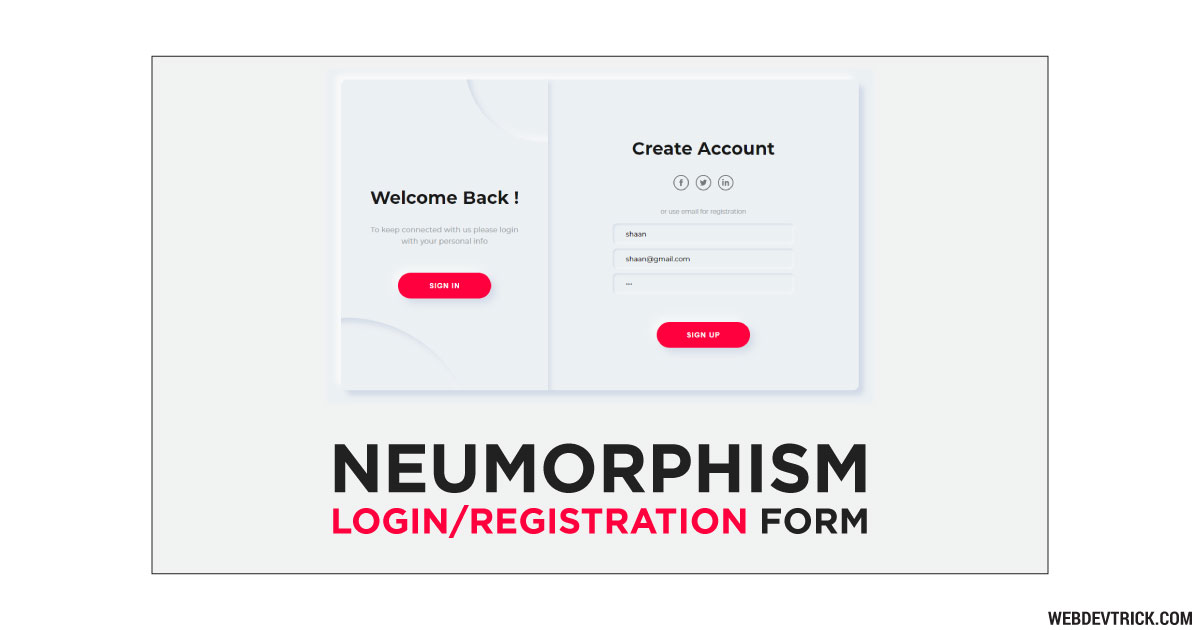 Welcome Back !
To keep connected with us please login
with your personal info
SIGN IN
Create Account
f
in
or use email for registration
shaan
shaan@gmail.com
•••
SIGN UP
NEUMORPHISM
LOGIN/REGISTRATION FORM
WEBDEVTRICK.COM